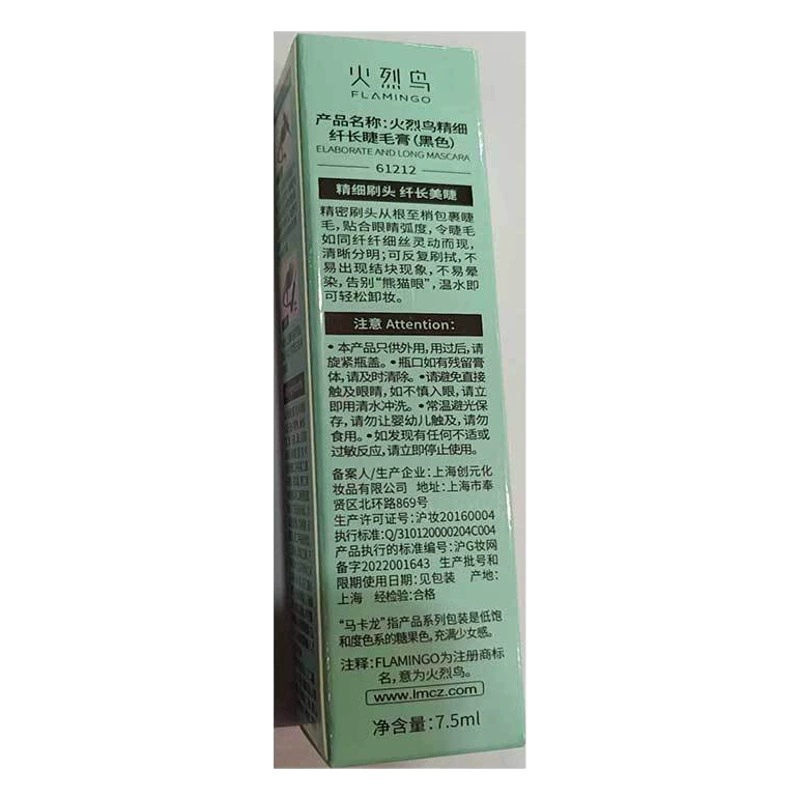 火烈鸟
FLAMINGO
产品名称:火烈鸟精细
纤长睫毛膏(黑色)
ELABORATE AND LONG MASCARA
61212
精细刷头 纤长美睫
精密刷头从根至梢包裹睫
毛,贴合眼睛弧度,令睫毛
如同纤纤细丝灵动而现,
清晰分明;可反复刷拭,不
易出现结块现象,不易晕
染,告别“熊猫眼”,温水即
可轻松卸妆。
注意 Attention:
•本产品只供外用,用过后,请
旋紧瓶盖。•瓶口如有残留膏
体,请及时清除。•请避免直接
触及眼睛,如不慎入眼,请立
即用清水冲洗。•常温避光保
存,请勿让婴幼儿触及,请勿
食用。•如发现有任何不适或
过敏反应,请立即停止使用。
备案人/生产企业:上海创元化
妆品有限公司 地址:上海市奉
贤区北环路869号
生产许可证号:沪妆20160004
执行标准:Q/310120000204C004
产品执行的标准编号:沪G妆网
备字2022001643 生产批号和
限期使用日期:见包装 产地:
上海 经检验:合格
“马卡龙”指产品系列包装是低饱
和度色系的糖果色,充满少女感。
注释:FLAMINGO为注册商标
名,意为火烈鸟。
www.lmcz.com
净含量:7.5ml